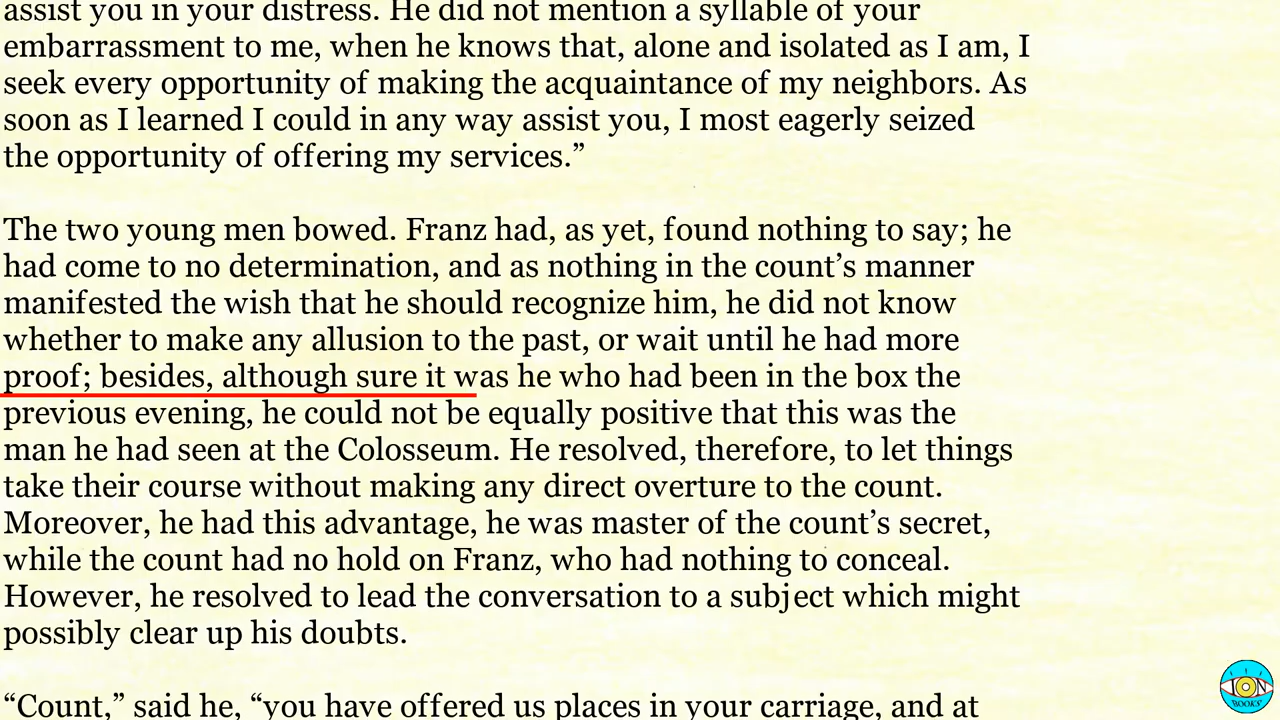 assist you in your distress. He did not mention a syllable of your
embarrassment to me, when he knows that, alone and isolated as I am, I
seek every opportunity of making the acquaintance of my neighbors. As
soon as I learned I could in any way assist you, I most eagerly seized
the opportunity of offering my services.”
The two young men bowed. Franz had, as yet, found nothing to say; he
had come to no determination, and as nothing in the count’s manner
manifested the wish that he should recognize him, he did not know
whether to make any allusion to the past, or wait until he had more
proof; besides, although sure it was he who had been in the box the
previous evening, he could not be equally positive that this was the
man he had seen at the Colosseum. He resolved, therefore, to let things
take their course without making any direct overture to the count.
Moreover, he had this advantage, he was master of the count’s secret,
while the count had no hold on Franz, who had nothing to conceal.
However, he resolved to lead the conversation to a subject which might
possibly clear up his doubts.
“Count,” said he, “you have offered us places in your carriage, and at
ION
BOOKS